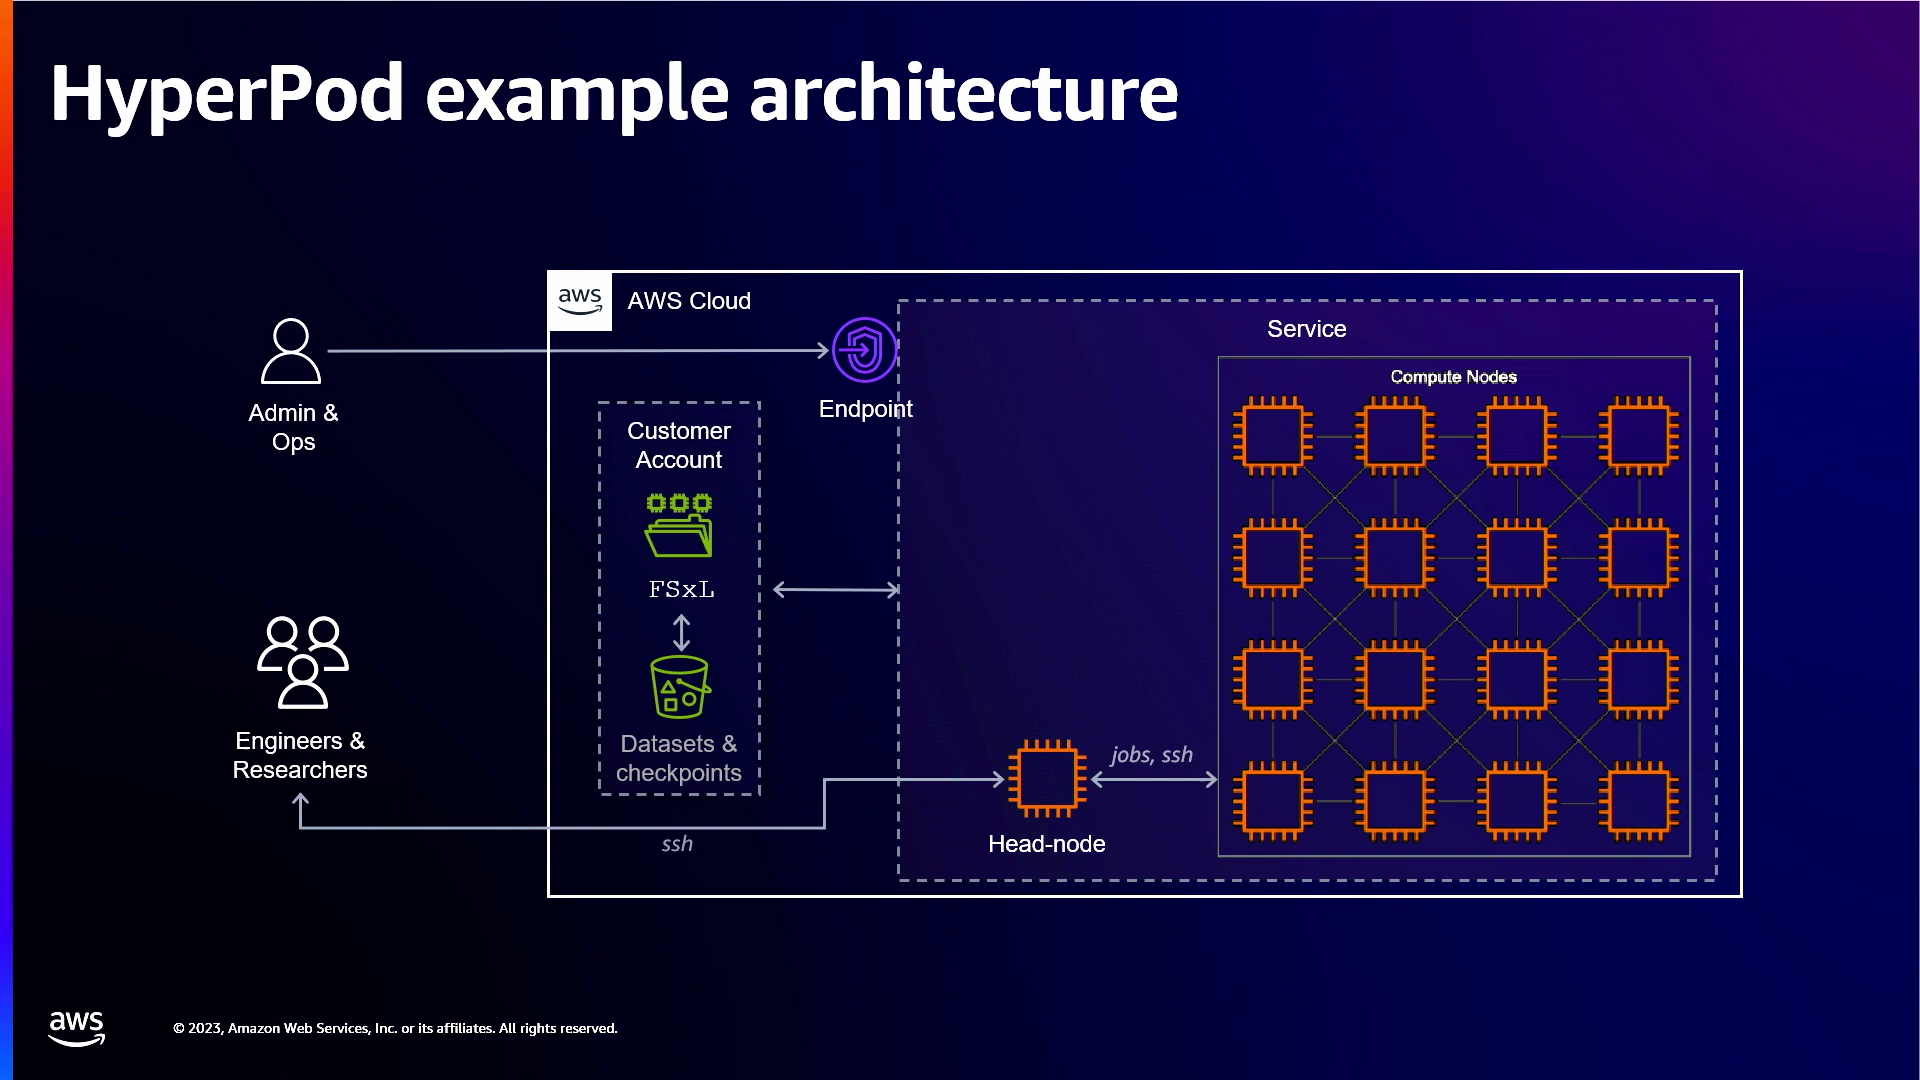 HyperPod example architecture
aws
AWS Cloud
Service
Compute Nodes
Admin &
Ops
Endpoint
Customer
Account
FSxL
Datasets &
checkpoints
Engineers &
Researchers
ssh
jobs, ssh
Head-node
aws
© 2023, Amazon Web Services, Inc. or its affiliates. All rights reserved.